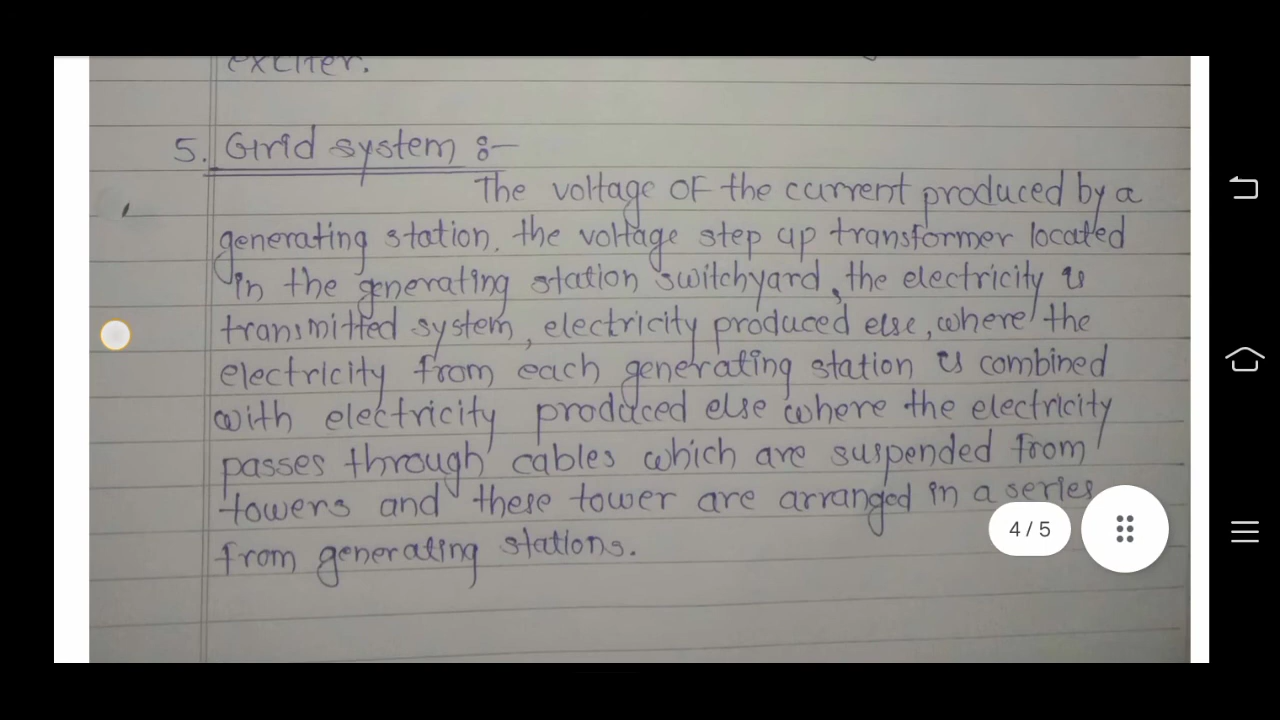 exciter.
5. Grid system :-
The voltage OF the current produced by a
generating station. the voltage step up transformer located
in the generating station switchyard, the electricity is
transmitted system, electricity produced else, where the
electricity from each generating station is combined
with electricity produced else where the electricity
passes through cables which are suspended from
towers and these tower are arranged in a series
from generating stations.
4 / 5